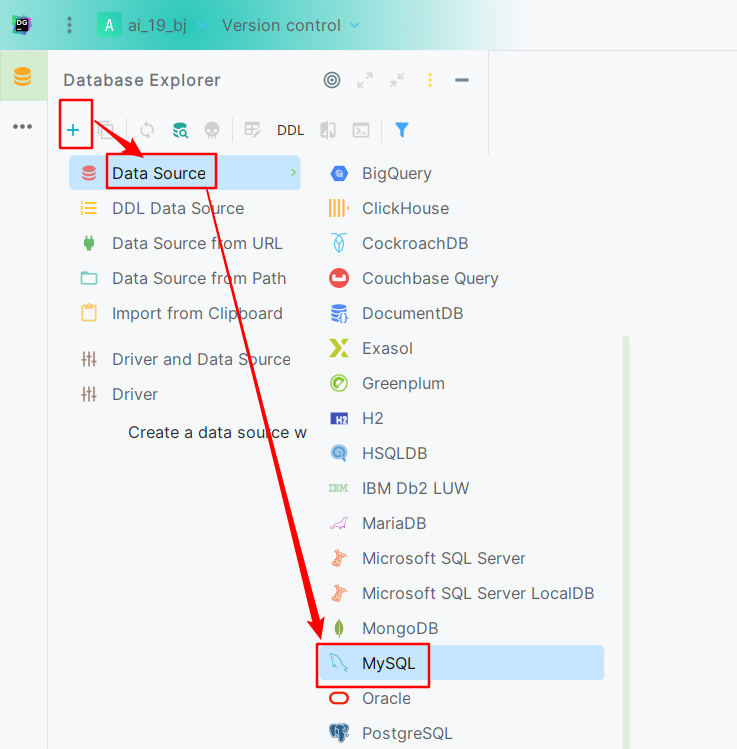 DG
A ai_19_bj Version control
Database Explorer
DDL
Data Source
DDL Data Source
Data Source from URL
Data Source from Path
Import from Clipboard
Driver and Data Source
Driver
Create a data source w
BigQuery
ClickHouse
CockroachDB
Couchbase Query
DocumentDB
Exasol
Greenplum
H2 H2
HSQLDB
IBM IBM Db2 LUW
MariaDB
Microsoft SQL Server
Microsoft SQL Server LocalDB
MongoDB
MySQL
Oracle
PostgreSQL